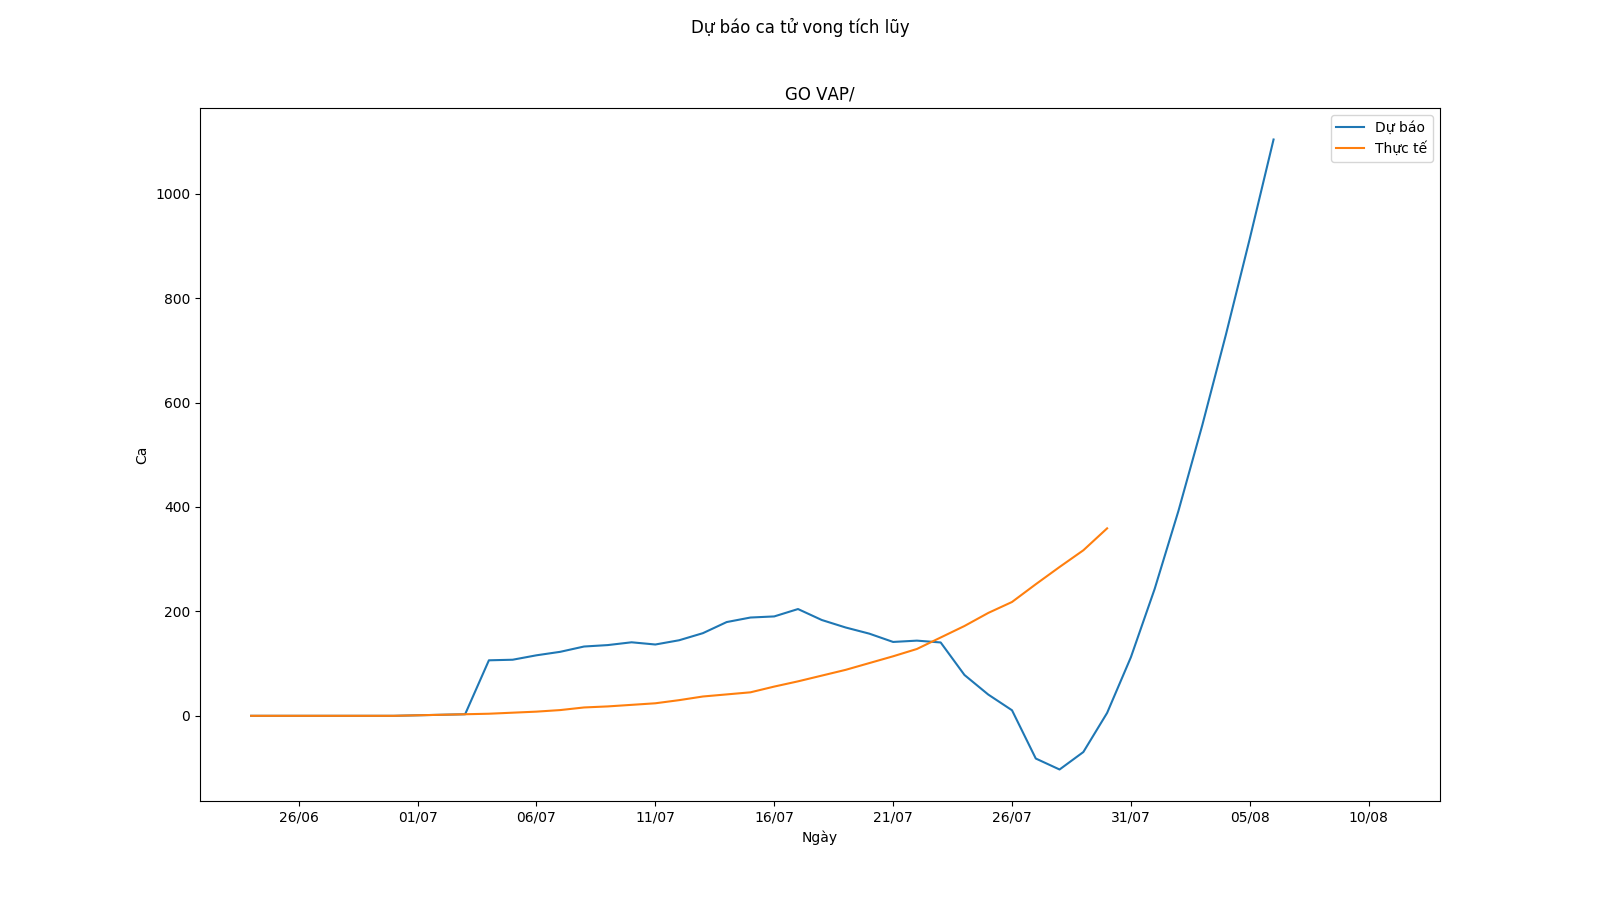 Dự báo ca tử vong tích lũy
GO VAP/
Dự báo
Thực tế
1000
800
600
400
200
0
Ca
26/06 01/07 06/07 11/07 16/07 21/07 26/07 31/07 05/08 10/08
Ngày